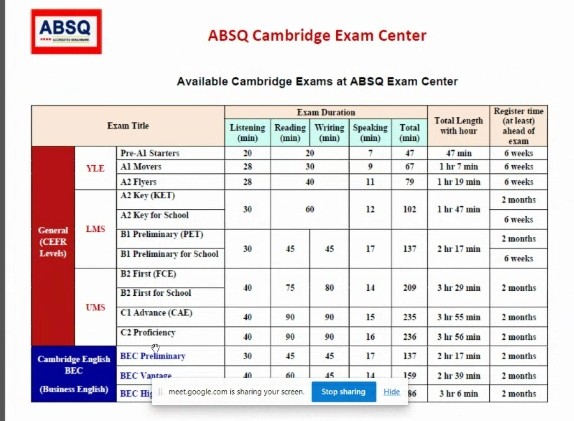 ABSQ
ABSQ Cambridge Exam Center
Available Cambridge Exams at ABSQ Exam Center
Exam Title
Exam Duration
Total Length with hour
Register time (at least) ahead of exam
Listening (min) Reading (min) Writing (min) Speaking (min) Total (min)
General (CEFR Levels)
YLE
Pre-A1 Starters 20 20 7 47 47 min 6 weeks
A1 Movers 28 30 9 67 1 hr 7 min 6 weeks
A2 Flyers 28 40 11 79 1 hr 19 min 6 weeks
LMS
A2 Key (KET) 2 months
30 60 12 102 1 hr 47 min
A2 Key for School 6 weeks
B1 Preliminary (PET) 2 months
30 45 45 17 137 2 hr 17 min
B1 Preliminary for School 6 weeks
UMS
B2 First (FCE)
40 75 80 14 209 3 hr 29 min 2 months
B2 First for School
C1 Advance (CAE) 40 90 90 15 235 3 hr 55 min 2 months
C2 Proficiency 40 90 90 16 236 3 hr 56 min 2 months
Cambridge English BEC (Business English)
BEC Preliminary 30 45 45 17 137 2 hr 17 min 2 months
BEC Vantage 40 60 45 14 159 2 hr 39 min 2 months
BEC 86 3 hr 6 min 2 months
meet.google.com is sharing your screen. Stop sharing Hide